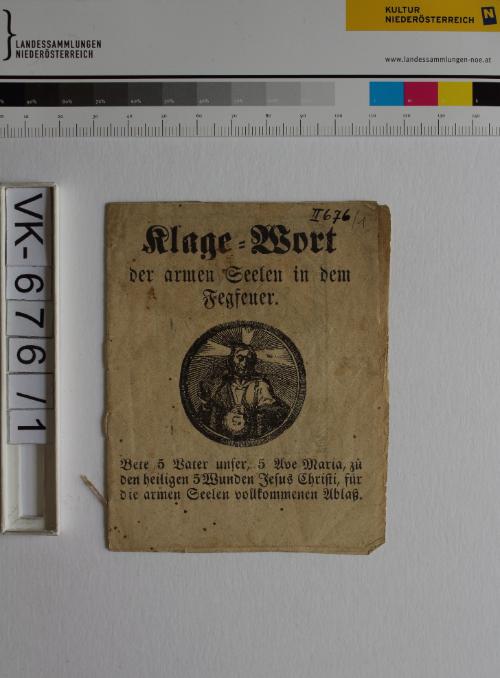 LANDESSAMMLUNGEN
NIEDERÖSTERREICH
KULTUR
NIEDERÖSTERREICH
N
www.landessammlungen-noe.at
VK-676/1
II 676/1
Klage-Wort
der armen Seelen in dem
Fegfeuer.
5
Bete 5 Vater unser, 5 Ave Maria, zu
den heiligen 5 Wunden Jesus Christi, für
die armen Seelen vollkommenen Ablaß.